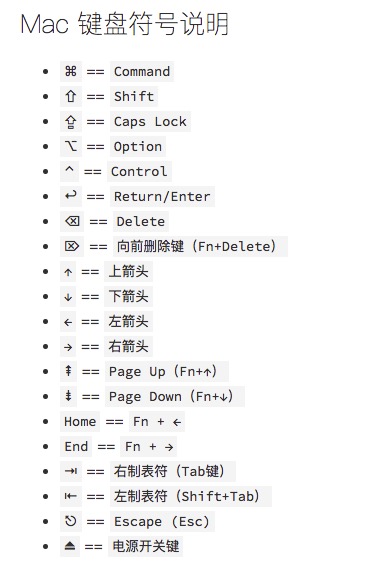 Mac 键盘符号说明
⌘ == Command
⇧ == Shift
⇪ == Caps Lock
⌥ == Option
⌃ == Control
↩ == Return/Enter
⌫ == Delete
⌦ == 向前删除键（Fn+Delete）
↑ == 上箭头
↓ == 下箭头
← == 左箭头
→ == 右箭头
⇞ == Page Up（Fn+↑）
⇟ == Page Down（Fn+↓）
Home == Fn + ←
End == Fn + →
⇥ == 右制表符（Tab键）
⇤ == 左制表符（Shift+Tab）
⎋ == Escape (Esc)
⏏ == 电源开关键